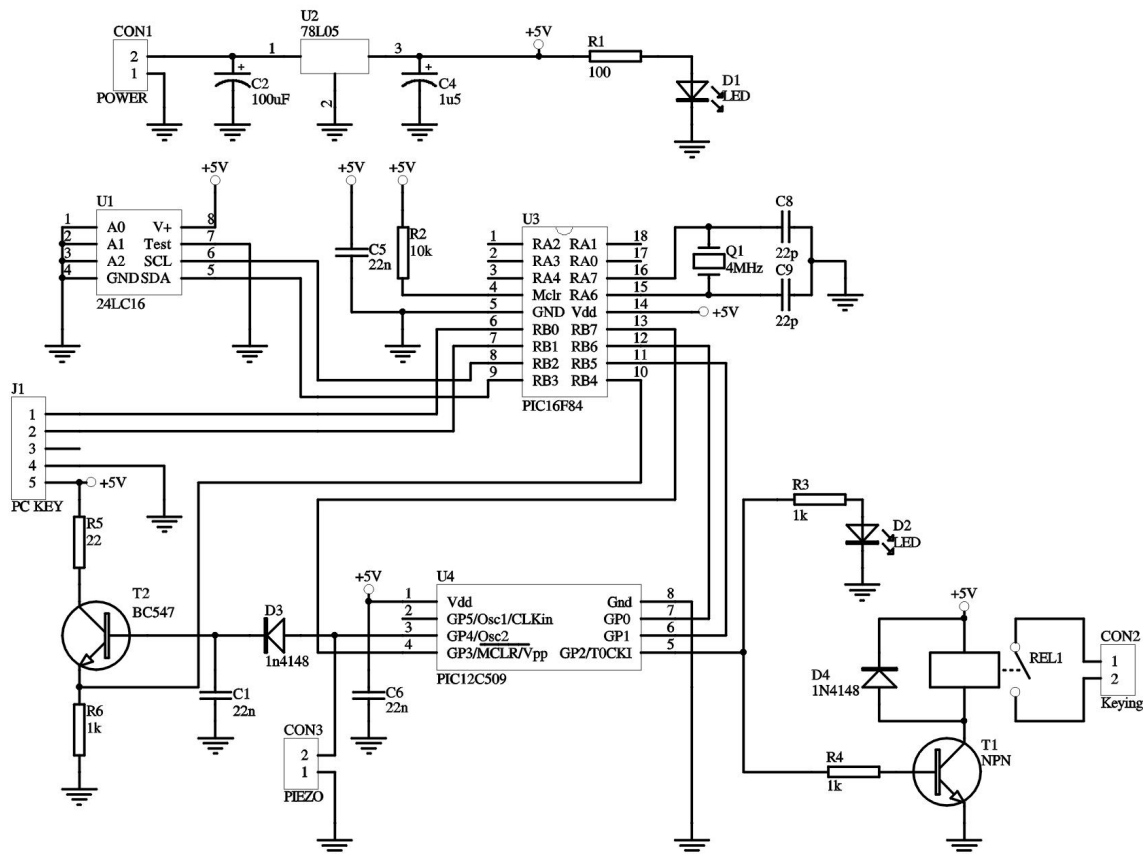 CON1
2
1
POWER
C2
100uF
1
U2
78L05
2
3
C4
1u5
+5V
R1
100
D1
LED
U1
1 A0 V+ 8
2 A1 Test 7
3 A2 SCL 6
4 GND SDA 5
24LC16
+5V
+5V
C5
22n
+5V
R2
10k
U3
1 RA2 RA1 18
2 RA3 RA0 17
3 RA4 RA7 16
4 Mclr RA6 15
5 GND Vdd 14
6 RB0 RB7 13
7 RB1 RB6 12
8 RB2 RB5 11
9 RB3 RB4 10
PIC16F84
Q1
4MHz
C8
22p
C9
22p
+5V
J1
1
2
3
4
5
PC KEY
+5V
R5
22
T2
BC547
R6
1k
D3
1n4148
C1
22n
CON3
2
1
PIEZO
+5V
C6
22n
U4
1 Vdd Gnd 8
2 GP5/Osc1/CLKin GP0 7
3 GP4/Osc2 GP1 6
4 GP3/MCLR/Vpp GP2/T0CKI 5
PIC12C509
R3
1k
D2
LED
+5V
D4
1N4148
REL1
CON2
1
2
Keying
R4
1k
T1
NPN